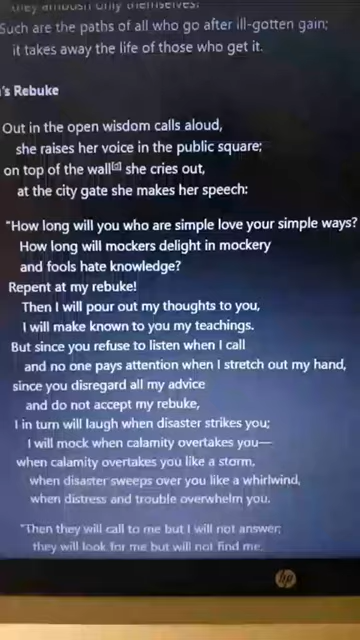 they ambush only themselves!
Such are the paths of all who go after ill-gotten gain;
it takes away the life of those who get it.
's Rebuke
Out in the open wisdom calls aloud,
she raises her voice in the public square;
on top of the wall she cries out,
at the city gate she makes her speech:
"How long will you who are simple love your simple ways?
How long will mockers delight in mockery
and fools hate knowledge?
Repent at my rebuke!
Then I will pour out my thoughts to you,
I will make known to you my teachings.
But since you refuse to listen when I call
and no one pays attention when I stretch out my hand,
since you disregard all my advice
and do not accept my rebuke,
I in turn will laugh when disaster strikes you;
I will mock when calamity overtakes you—
when calamity overtakes you like a storm,
when disaster sweeps over you like a whirlwind,
when distress and trouble overwhelm you.
"Then they will call to me but I will not answer;
they will look for me but will not find me,
hp